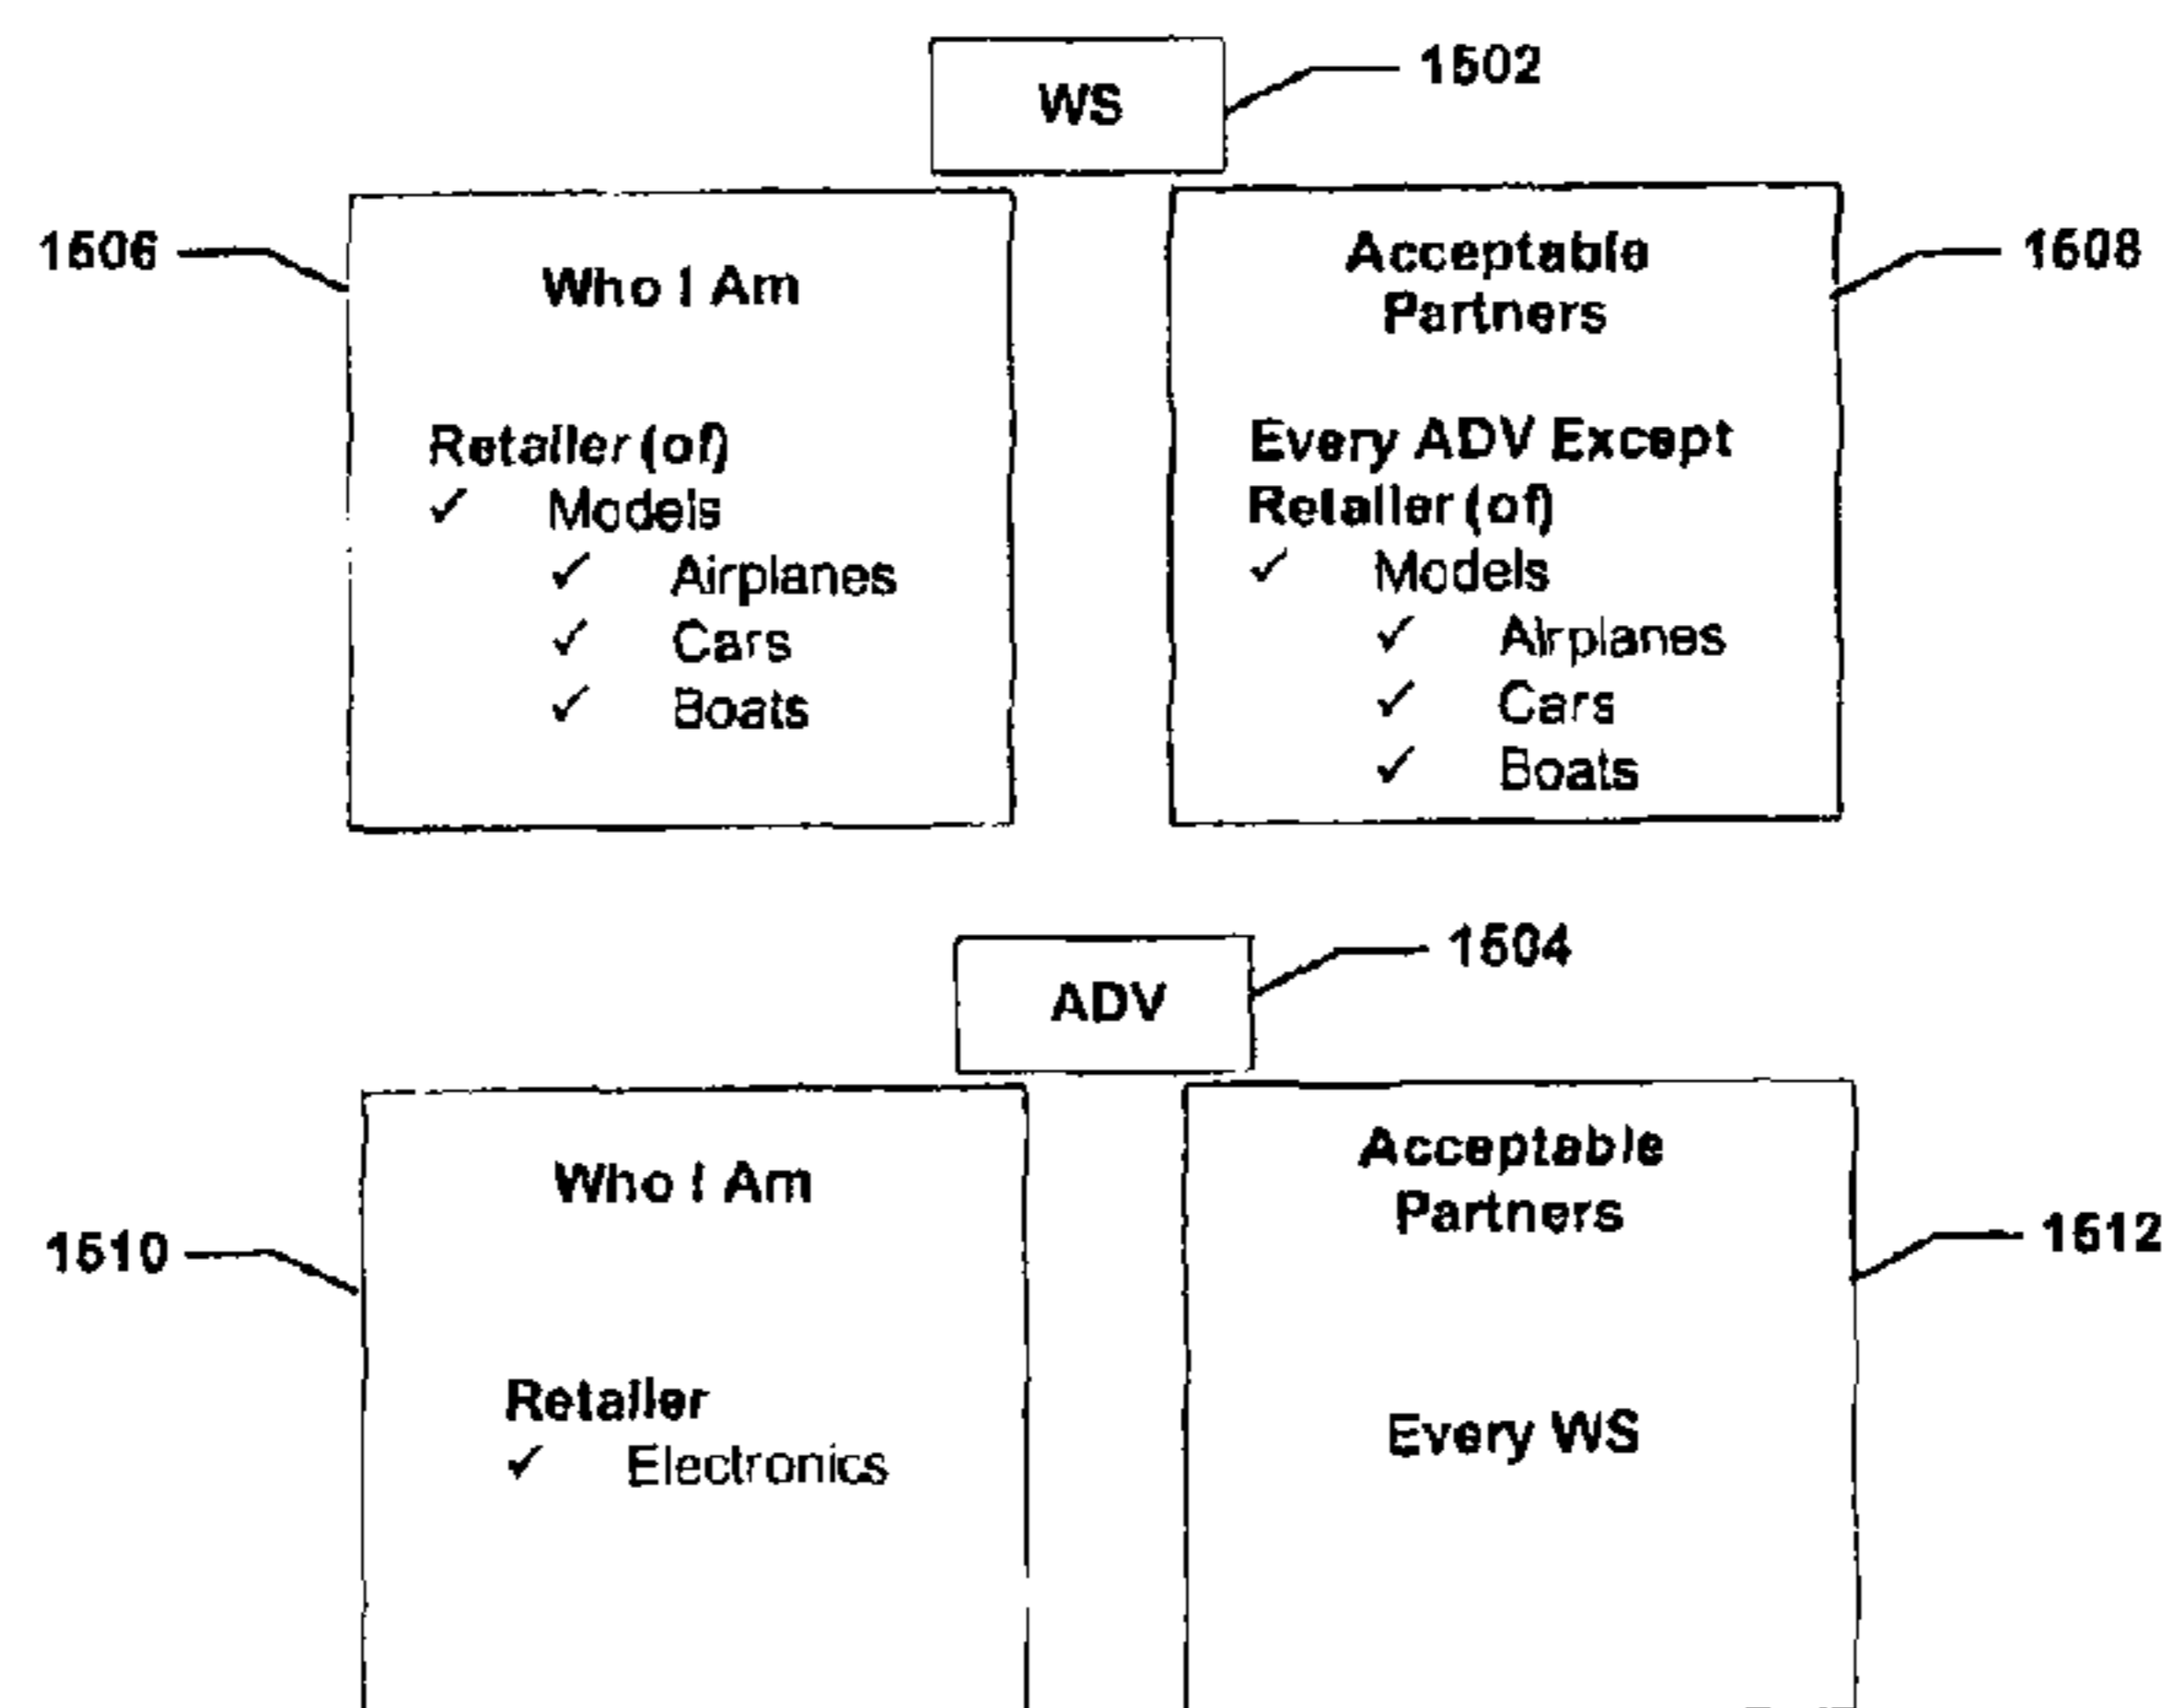 WS
1502
1506
Who I Am
Retailer (of)
✓ Models
✓ Airplanes
✓ Cars
✓ Boats
1508
Acceptable
Partners
Every ADV Except
Retailer (of)
✓ Models
✓ Airplanes
✓ Cars
✓ Boats
ADV
1504
1510
Who I Am
Retailer
✓ Electronics
1512
Acceptable
Partners
Every WS